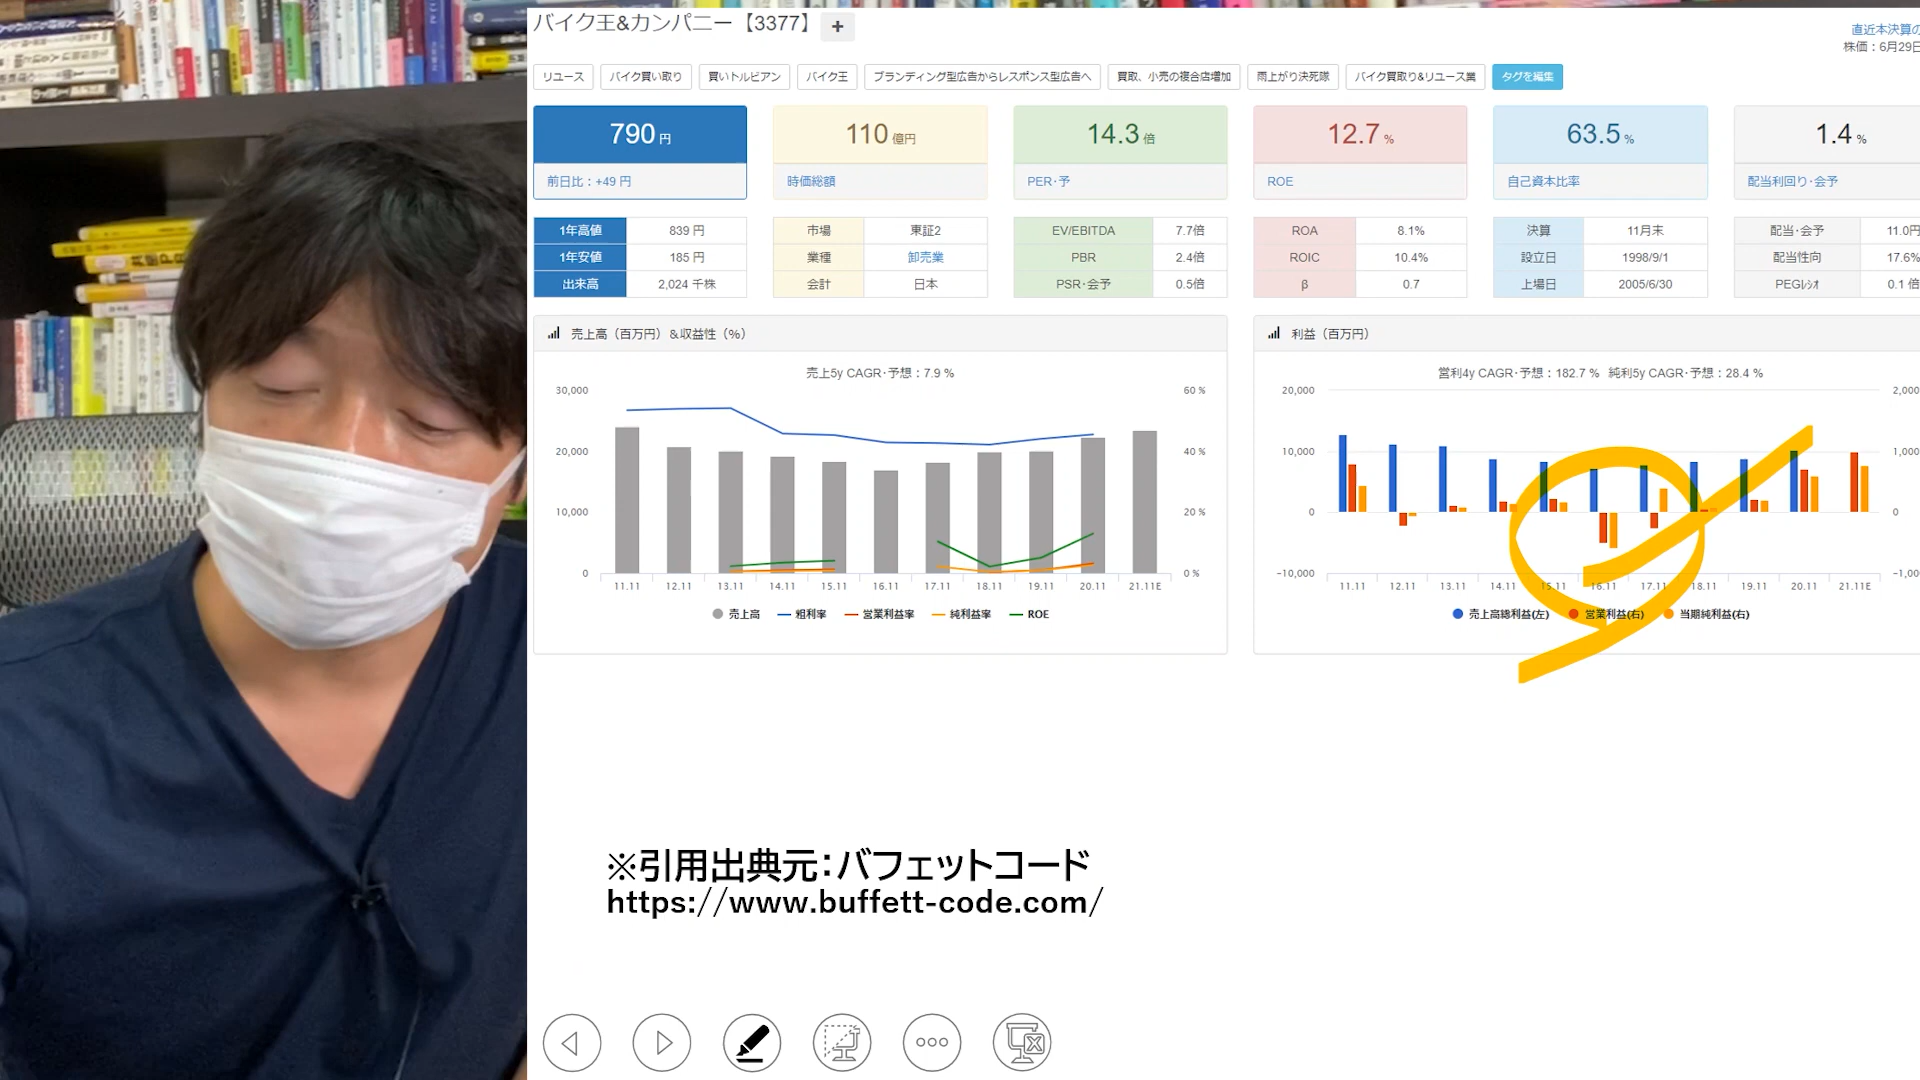 バイク王&カンパニー【3377】 +
直近本決算の
株価：6月29日
リユース バイク買い取り 買いトルビアン バイク王 ブランディング型広告からレスポンス型広告へ 買取、小売の複合店増加 雨上がり決死隊 バイク買取り&リユース業 タグを編集
790 円 110 億円 14.3 倍 12.7 % 63.5 % 1.4 %
前日比：+49 円 時価総額 PER･予 ROE 自己資本比率 配当利回り･会予
1年高値 839 円 市場 東証2 EV/EBITDA 7.7倍 ROA 8.1% 決算 11月末 配当･会予 11.0円
1年安値 185 円 業種 卸売業 PBR 2.4倍 ROIC 10.4% 設立日 1998/9/1 配当性向 17.6%
出来高 2,024 千株 会計 日本 PSR･会予 0.5倍 β 0.7 上場日 2005/6/30 PEGﾚｼｵ 0.1 倍
売上高（百万円）＆収益性（%） 利益（百万円）
売上5y CAGR･予想：7.9 % 営利4y CAGR･予想：182.7 % 純利5y CAGR･予想：28.4 %
30,000 60 % 20,000 2,000
20,000 40 % 10,000 1,000
10,000 20 % 0 0
0 0 % -10,000 -1,00
11.11 12.11 13.11 14.11 15.11 16.11 17.11 18.11 19.11 20.11 21.11E 11.11 12.11 13.11 14.11 15.11 16.11 17.11 18.11 19.11 20.11 21.11E
売上高 粗利率 営業利益率 純利益率 ROE 売上高総利益(左) 営業利益(右) 当期純利益(右)
※引用出典元：バフェットコード
https://www.buffett-code.com/